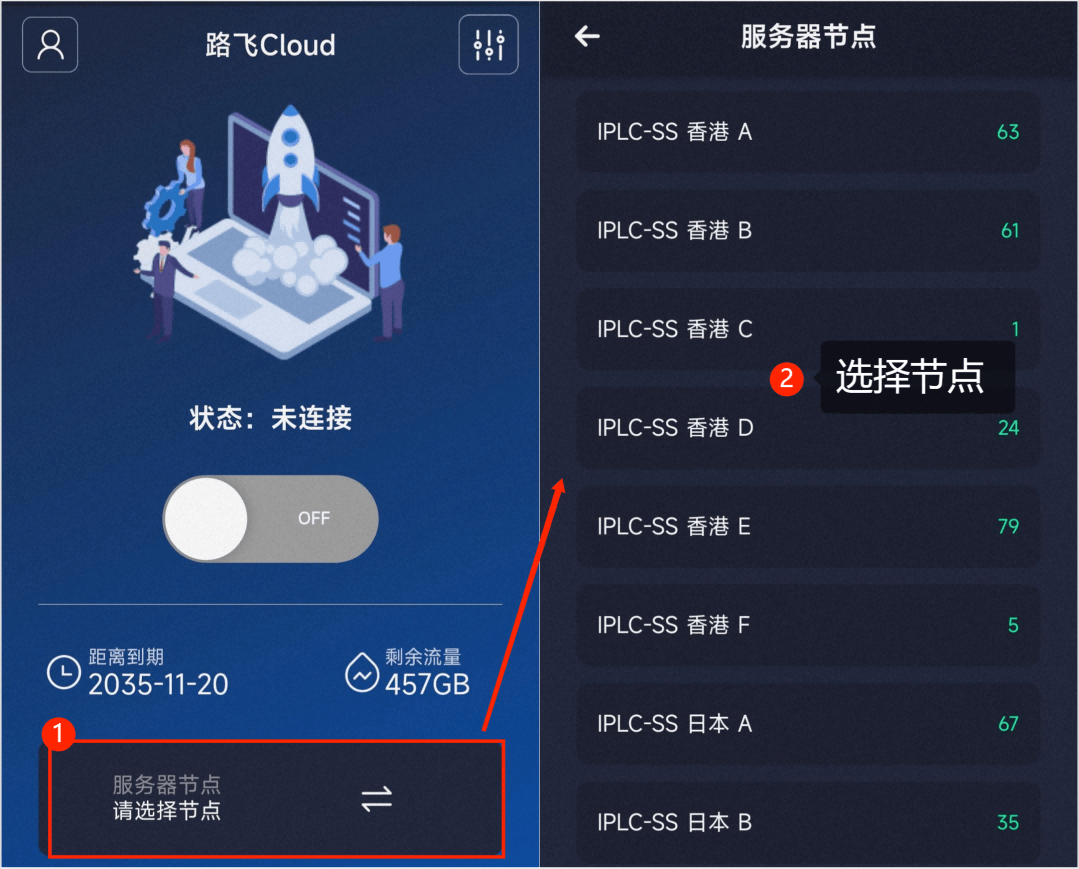 路飞Cloud
状态：未连接
OFF
距离到期
2035-11-20
剩余流量
457GB
1
服务器节点
请选择节点
服务器节点
IPLC-SS 香港 A 63
IPLC-SS 香港 B 61
IPLC-SS 香港 C 1
2 选择节点
IPLC-SS 香港 D 24
IPLC-SS 香港 E 79
IPLC-SS 香港 F 5
IPLC-SS 日本 A 67
IPLC-SS 日本 B 35